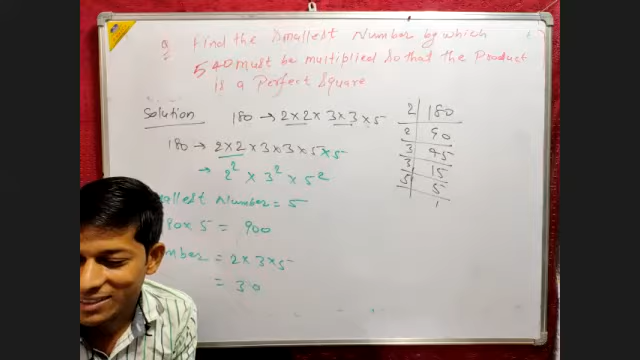 Q Find the Smallest Number by which
540 must be multiplied So that the Product
is a Perfect Square
Solution 180 → 2×2×3×3×5
180 → 2×2×3×3×5×5
→ 2² × 3² × 5²
allest Number = 5
80×5 = 900
mber = 2×3×5
= 30
2 | 180
2 | 90
3 | 45
3 | 15
5 | 5
1